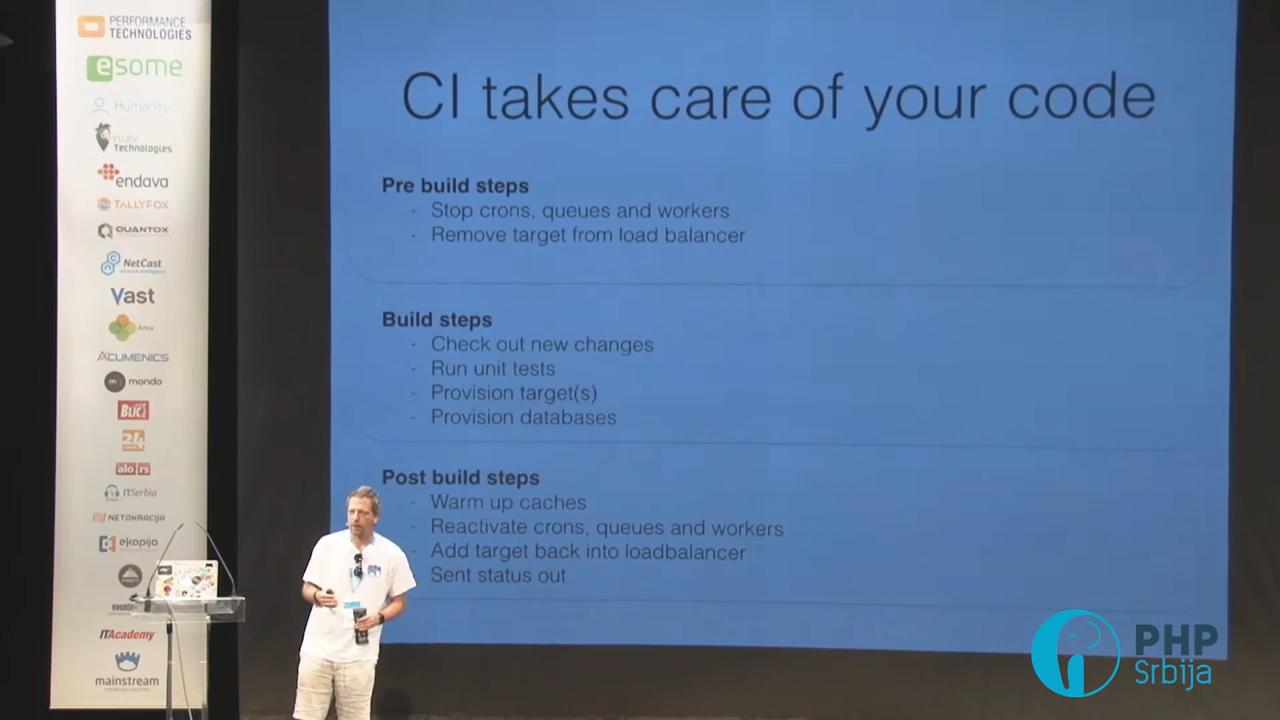 PERFORMANCE
TECHNOLOGIES
esome
Humanity
Pirate
Technologies
endava
TALLYFOX
QUANTOX
NetCast
Vast
Arbor
ACUMENICS
mondo
BLIC
24
alo rs
ITSerbia
NETOKRACIJA
ekapija
ITAcademy
mainstream
CI takes care of your code
Pre build steps
- Stop crons, queues and workers
- Remove target from load balancer
Build steps
- Check out new changes
- Run unit tests
- Provision target(s)
- Provision databases
Post build steps
- Warm up caches
- Reactivate crons, queues and workers
- Add target back into loadbalancer
Sent status out
PHP
Srbija